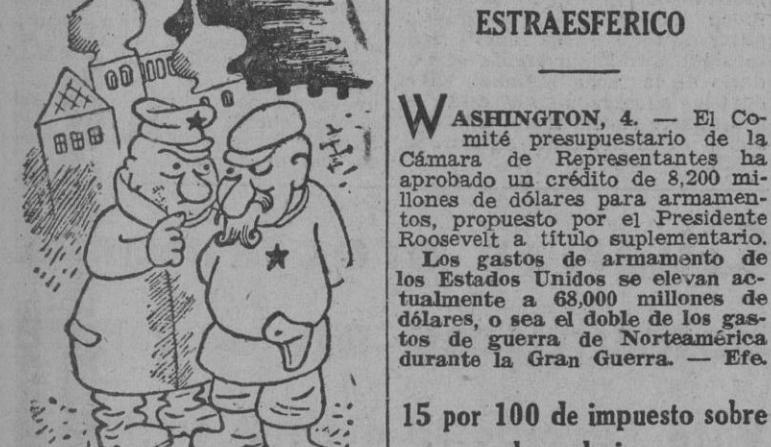 ESTRAESFERICO
WASHINGTON, 4. — El Co-
mité presupuestario de la
Cámara de Representantes ha
aprobado un crédito de 8,200 mi-
llones de dólares para armamen-
tos, propuesto por el Presidente
Roosevelt a título suplementario.
Los gastos de armamento de
los Estados Unidos se elevan ac-
tualmente a 68,000 millones de
dólares, o sea el doble de los gas-
tos de guerra de Norteamérica
durante la Gran Guerra. — Efe.
15 por 100 de impuesto sobre